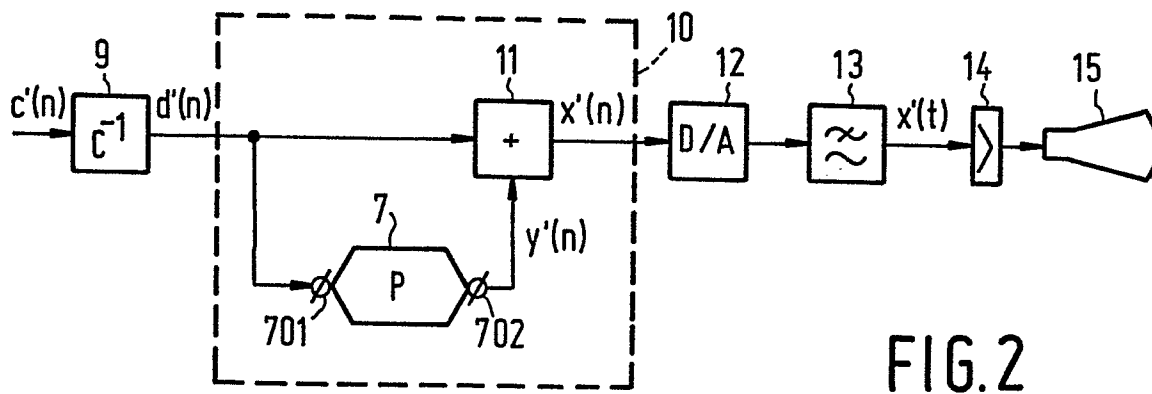 9
c'(n)
C⁻¹
d'(n)
10
11
+
x'(n)
12
D/A
13
x'(t)
14
15
7
P
701
702
y'(n)
FIG.2